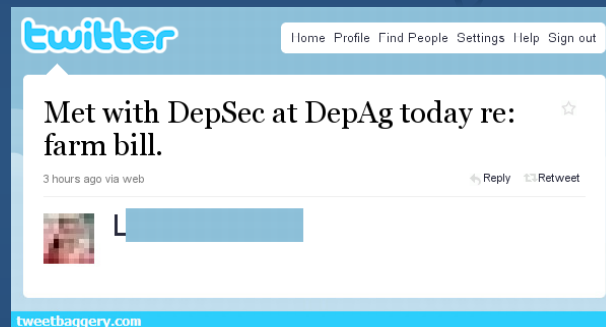 twitter
Home Profile Find People Settings Help Sign out
Met with DepSec at DepAg today re:
farm bill.
3 hours ago via web Reply Retweet
L
tweetbaggery.com